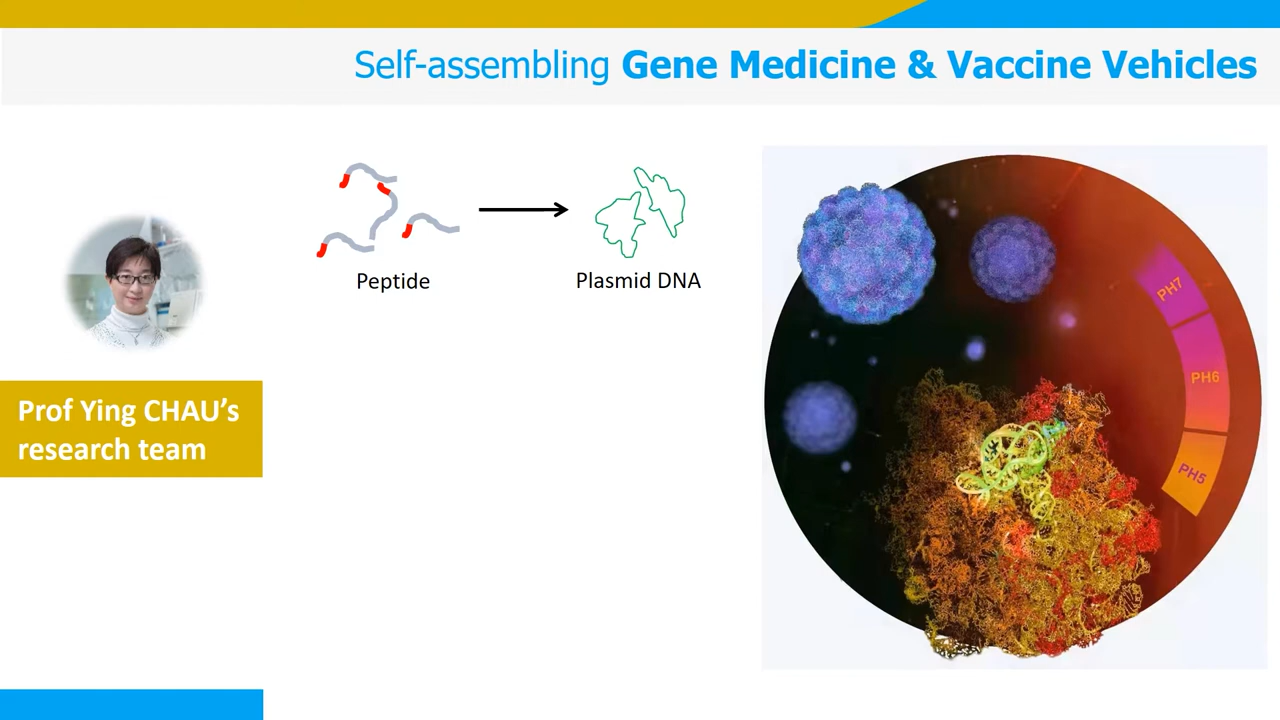 Self-assembling Gene Medicine & Vaccine Vehicles
Peptide
Plasmid DNA
Prof Ying CHAU's
research team
PH7
PH6
PH5